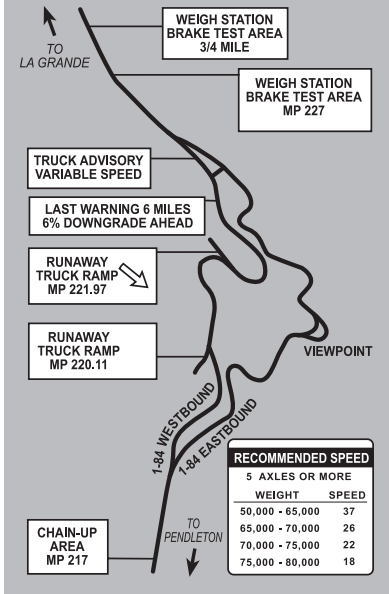 WEIGH STATION
BRAKE TEST AREA
3/4 MILE
TO
LA GRANDE
WEIGH STATION
BRAKE TEST AREA
MP 227
TRUCK ADVISORY
VARIABLE SPEED
LAST WARNING 6 MILES
6% DOWNGRADE AHEAD
RUNAWAY
TRUCK RAMP
MP 221.97
RUNAWAY
TRUCK RAMP
MP 220.11
VIEWPOINT
1-84 WESTBOUND
1-84 EASTBOUND
RECOMMENDED SPEED
5 AXLES OR MORE
WEIGHT SPEED
50,000 - 65,000 37
65,000 - 70,000 26
70,000 - 75,000 22
75,000 - 80,000 18
CHAIN-UP
AREA
MP 217
TO
PENDLETON